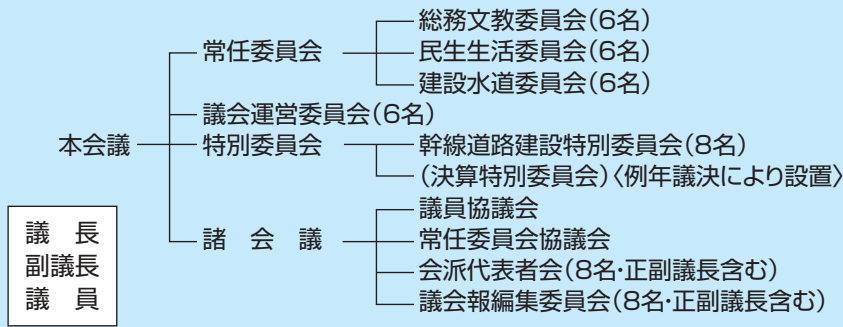 総務文教委員会(6名)
常任委員会
民生生活委員会(6名)
建設水道委員会(6名)
議会運営委員会(6名)
本会議
特別委員会
幹線道路建設特別委員会(8名)
(決算特別委員会)〈例年議決により設置〉
議員協議会
諸会議
常任委員会協議会
会派代表者会(8名・正副議長含む)
議会報編集委員会(8名・正副議長含む)
議長
副議長
議員